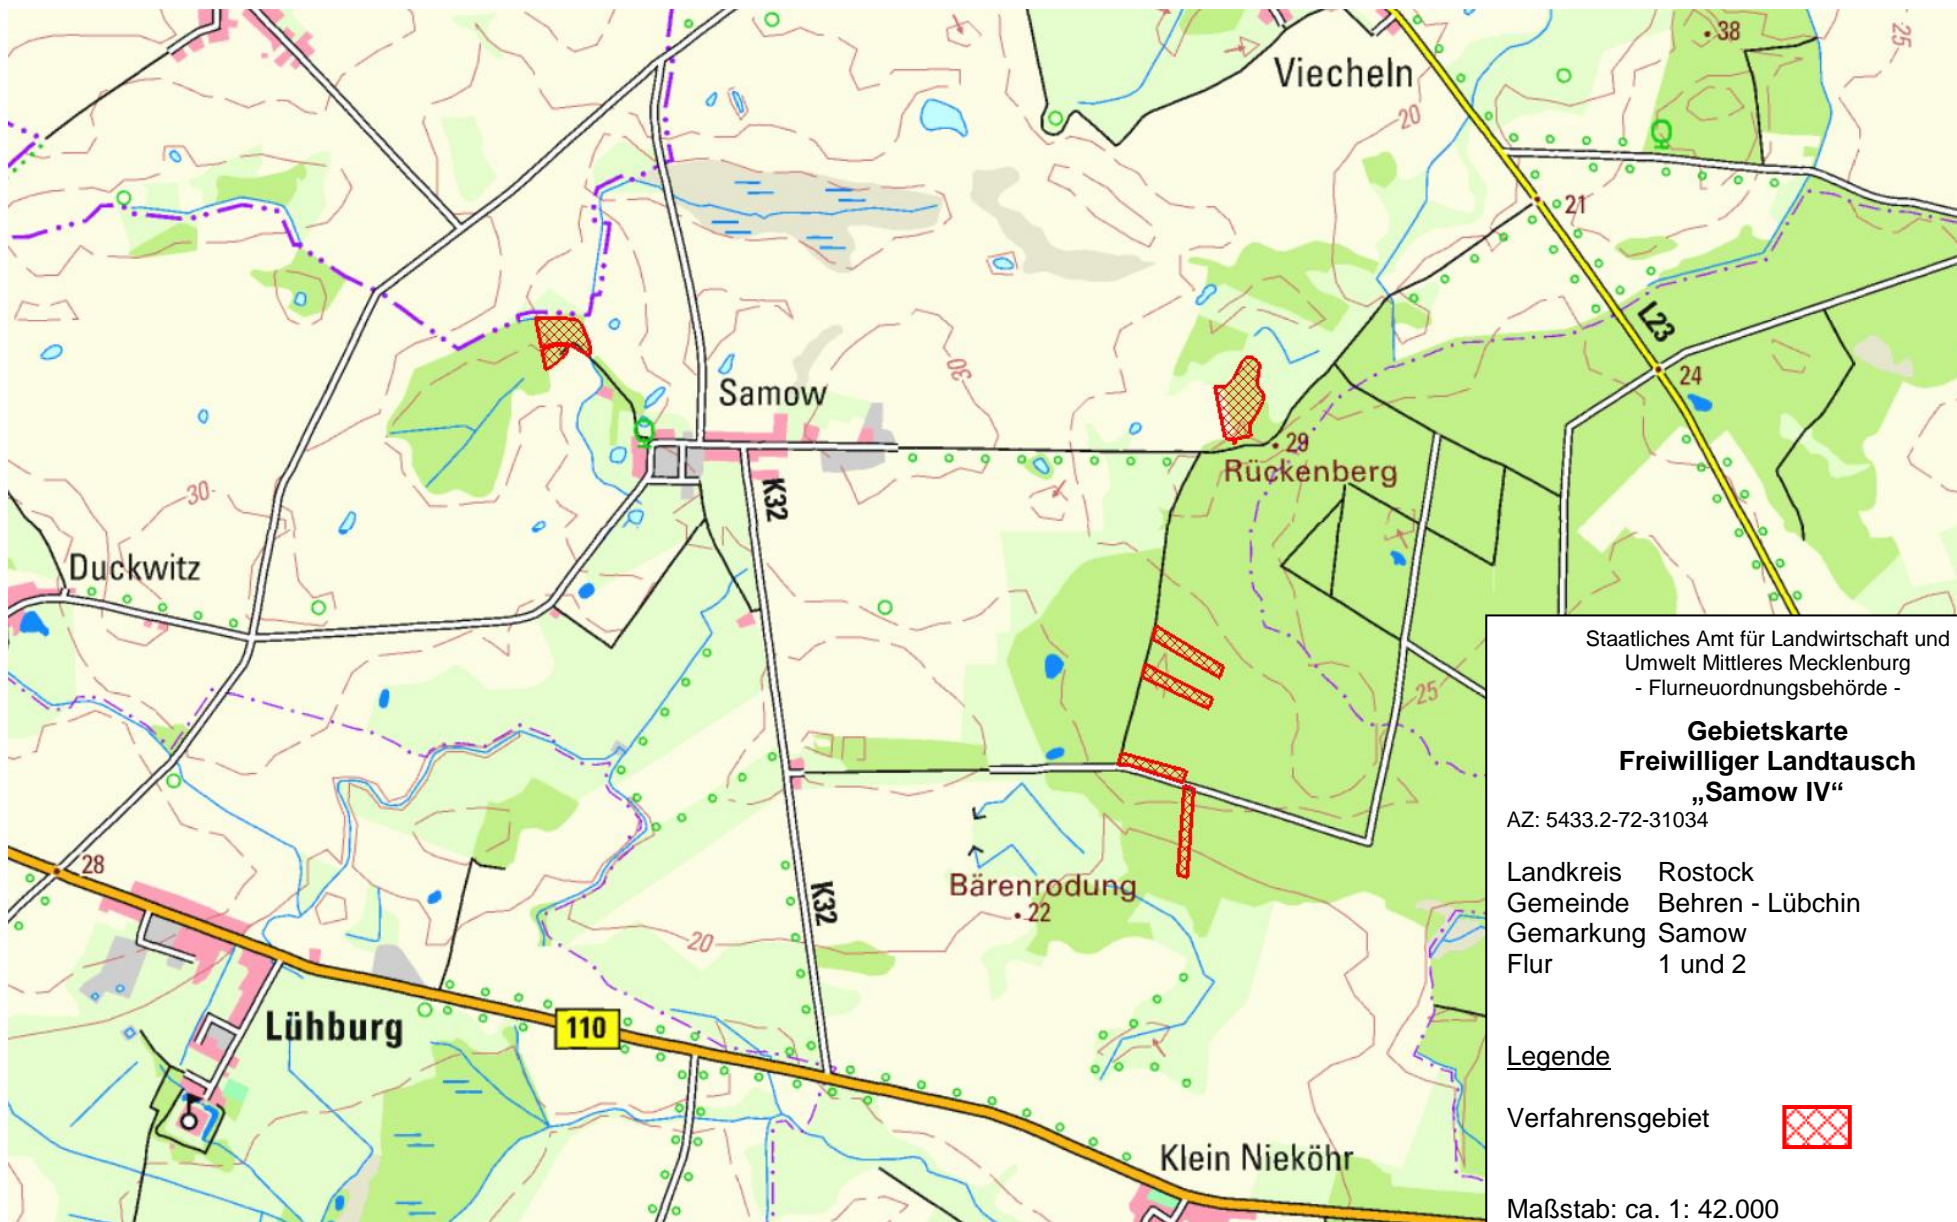 Viecheln
38
25
20
21
L23
24
Samow
30
30
29
Rückenberg
K32
Duckwitz
25
28
Bärenrodung
22
K32
20
Lühburg
110
Klein Nieköhr
Staatliches Amt für Landwirtschaft und
Umwelt Mittleres Mecklenburg
- Flurneuordnungsbehörde -
Gebietskarte
Freiwilliger Landtausch
„Samow IV“
AZ: 5433.2-72-31034
Landkreis Rostock
Gemeinde Behren - Lübchin
Gemarkung Samow
Flur 1 und 2
Legende
Verfahrensgebiet
Maßstab: ca. 1: 42.000